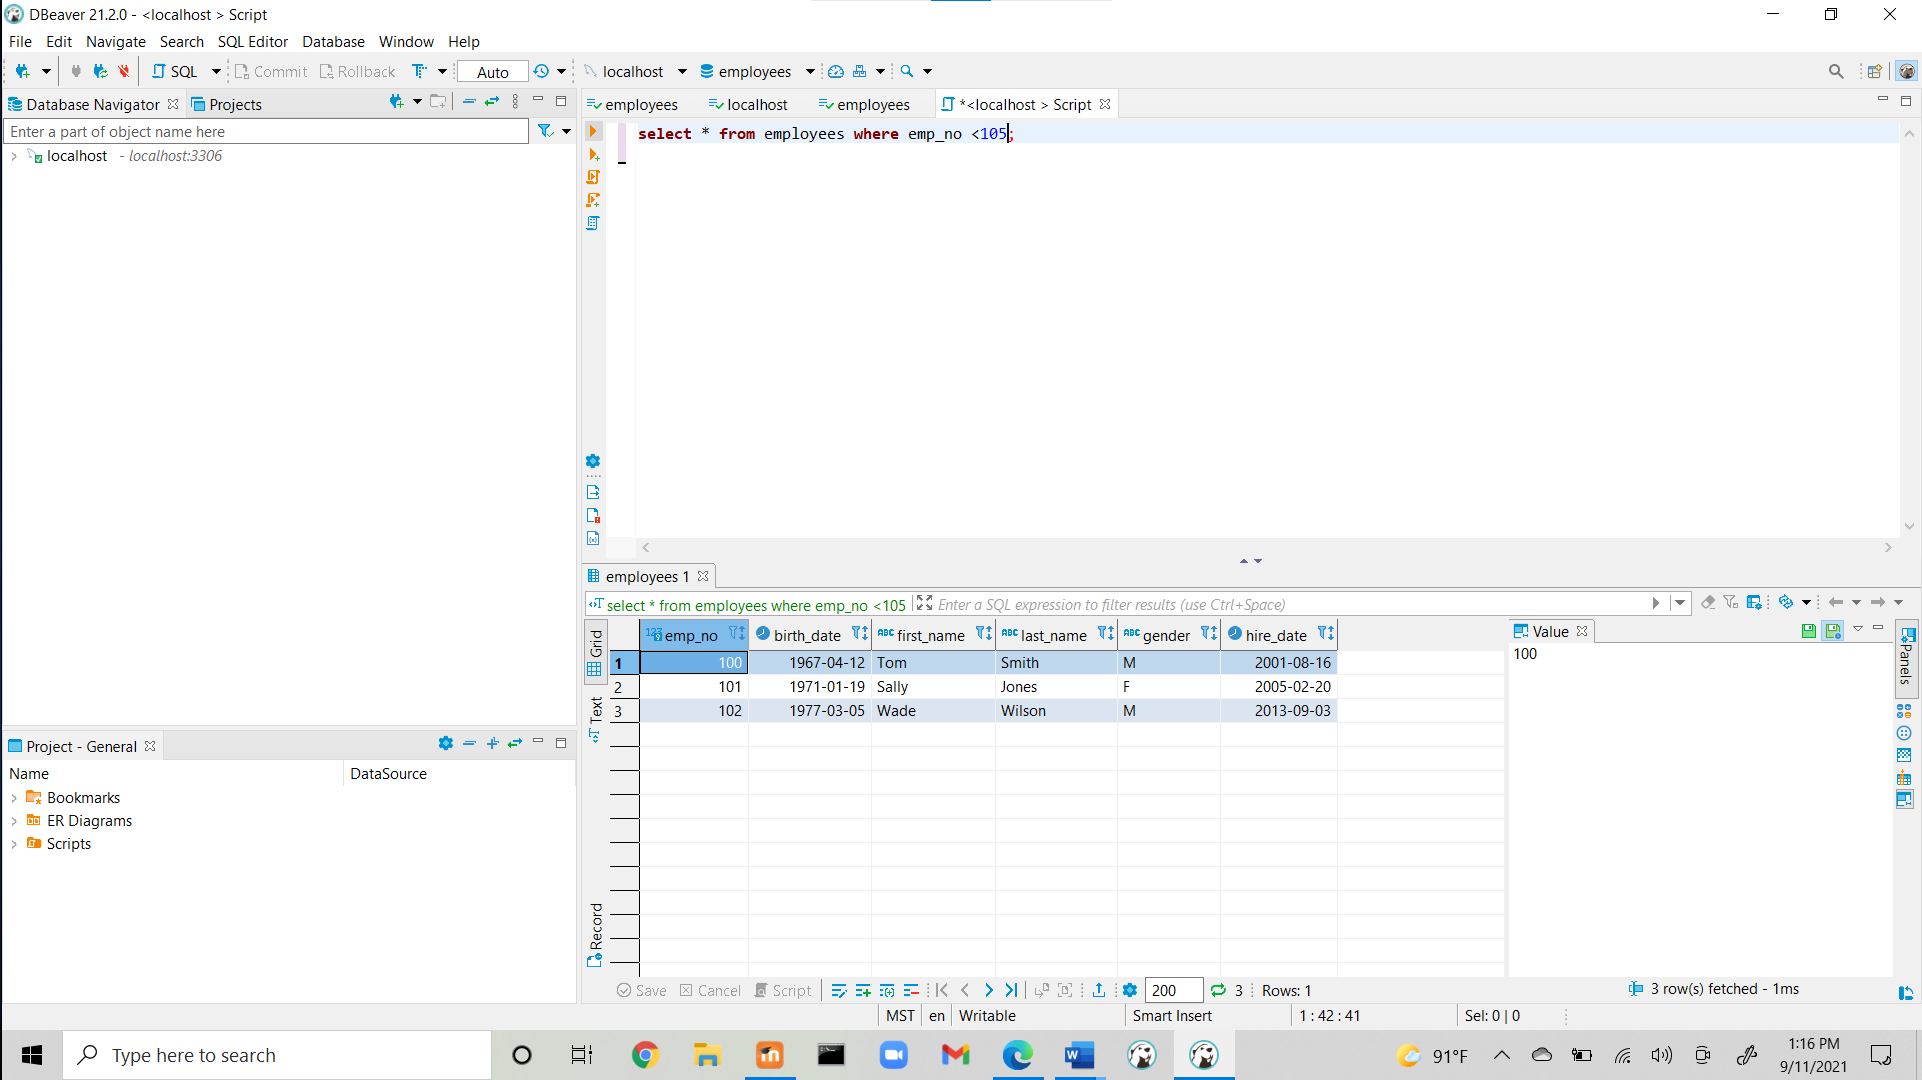 DBeaver 21.2.0 - <localhost > Script
File Edit Navigate Search SQL Editor Database Window Help
SQL Commit Rollback T Auto localhost employees
Database Navigator Projects
employees localhost employees *<localhost > Script
Enter a part of object name here
select * from employees where emp_no <105;
localhost - localhost:3306
employees 1
select * from employees where emp_no <105 Enter a SQL expression to filter results (use Ctrl+Space)
Grid
Text
Record
123 emp_no birth_date ABC first_name ABC last_name ABC gender hire_date
1 100 1967-04-12 Tom Smith M 2001-08-16
2 101 1971-01-19 Sally Jones F 2005-02-20
3 102 1977-03-05 Wade Wilson M 2013-09-03
Value
100
Panels
Project - General
Name DataSource
Bookmarks
ER Diagrams
Scripts
Save Cancel Script 200 3 Rows: 1
3 row(s) fetched - 1ms
MST en Writable Smart Insert 1 : 42 : 41 Sel: 0 | 0
Type here to search
91°F
1:16 PM
9/11/2021